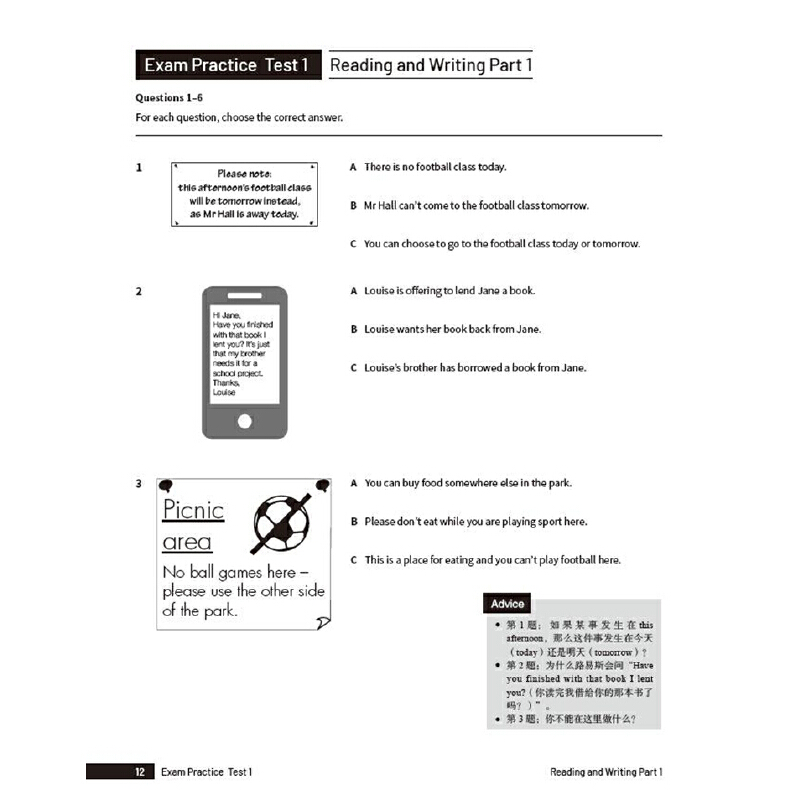 Exam Practice Test 1 Reading and Writing Part 1
Questions 1–6
For each question, choose the correct answer.
1
Please note:
this afternoon's football class
will be tomorrow instead,
as Mr Hall is away today.
A There is no football class today.
B Mr Hall can't come to the football class tomorrow.
C You can choose to go to the football class today or tomorrow.
2
Hi Jane,
Have you finished
with that book I
lent you? It's just
that my brother
needs it for a
school project.
Thanks,
Louise
A Louise is offering to lend Jane a book.
B Louise wants her book back from Jane.
C Louise's brother has borrowed a book from Jane.
3
Picnic
area
No ball games here –
please use the other side
of the park.
A You can buy food somewhere else in the park.
B Please don't eat while you are playing sport here.
C This is a place for eating and you can't play football here.
Advice
• 第 1 题：如果某事发生在 this
afternoon，那么这件事发生在今天
（today）还是明天（tomorrow）？
• 第 2 题：为什么路易斯会问 "Have
you finished with that book I lent
you?（你读完我借给你的那本书了
吗？）"。
• 第 3 题：你不能在这里做什么？
12 Exam Practice Test 1 Reading and Writing Part 1